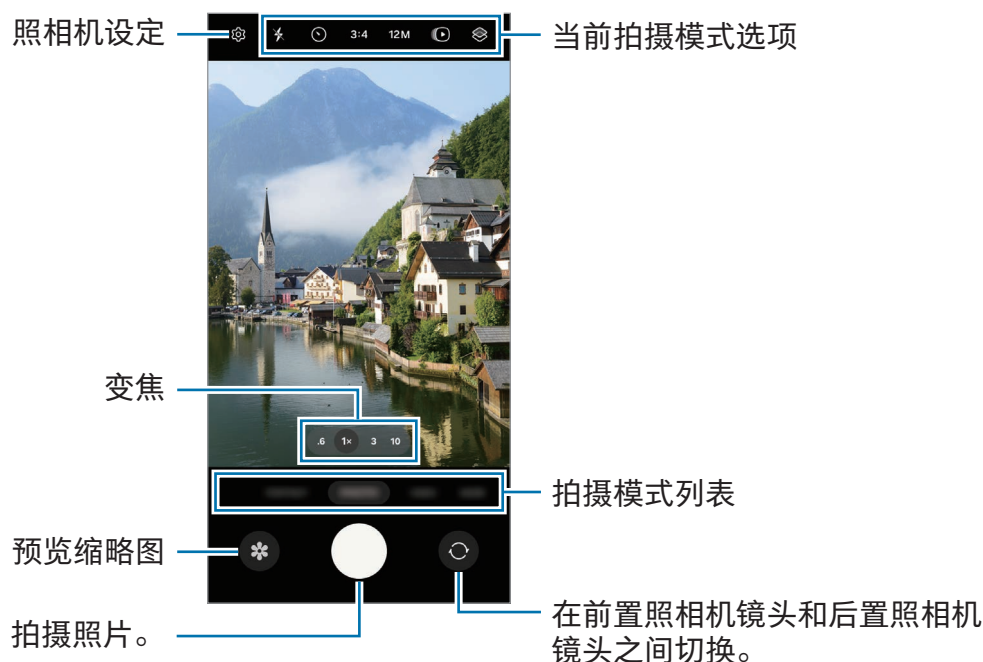 照相机设定
3:4
12M
当前拍摄模式选项
变焦
.6
1×
3
10
拍摄模式列表
预览缩略图
拍摄照片。
在前置照相机镜头和后置照相机
镜头之间切换。